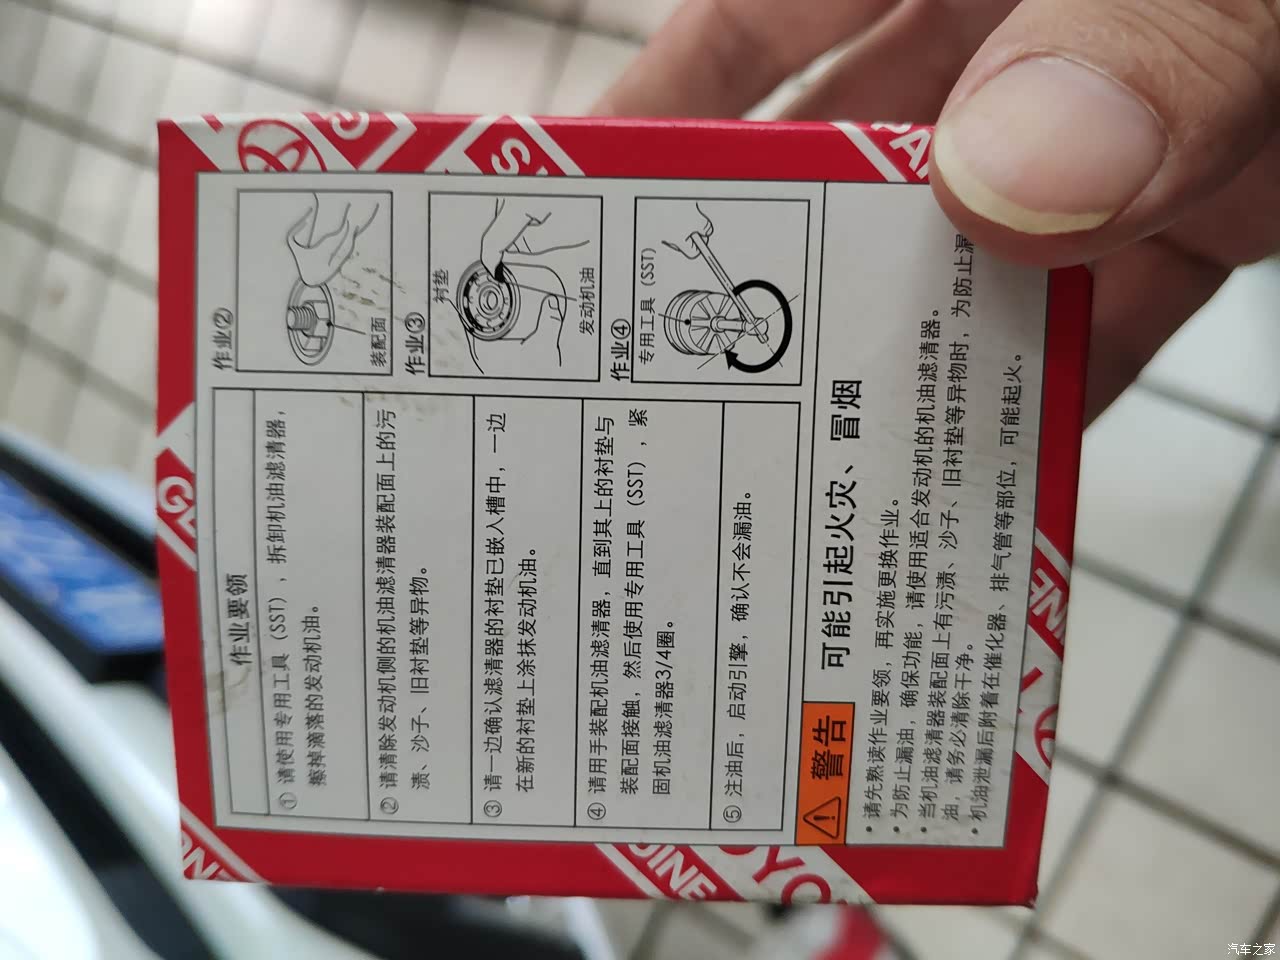 作业要领
① 请使用专用工具（SST），拆卸机油滤清器，
擦掉滴落的发动机油。
② 请清除发动机侧的机油滤清器装配面上的污
渍、沙子、旧衬垫等异物。
③ 请一边确认滤清器的衬垫已嵌入槽中，一边
在新的衬垫上涂抹发动机油。
④ 请用手装配机油滤清器，直到其上的衬垫与
装配面接触，然后使用专用工具（SST），紧
固机油滤清器3/4圈。
⑤ 注油后，启动引擎，确认不会漏油。
作业②
装配面
作业③
衬垫
发动机油
作业④
专用工具（SST）
警告
可能引起火灾、冒烟
• 请先熟读作业要领，再实施更换作业。
• 为防止漏油，确保功能，请使用适合发动机的机油滤清器。
• 当机油滤清器装配面上有污渍、沙子、旧衬垫等异物时，为防止漏
油，请务必清除干净。
• 机油泄漏后附着在催化器、排气管等部位，可能起火。
汽车之家